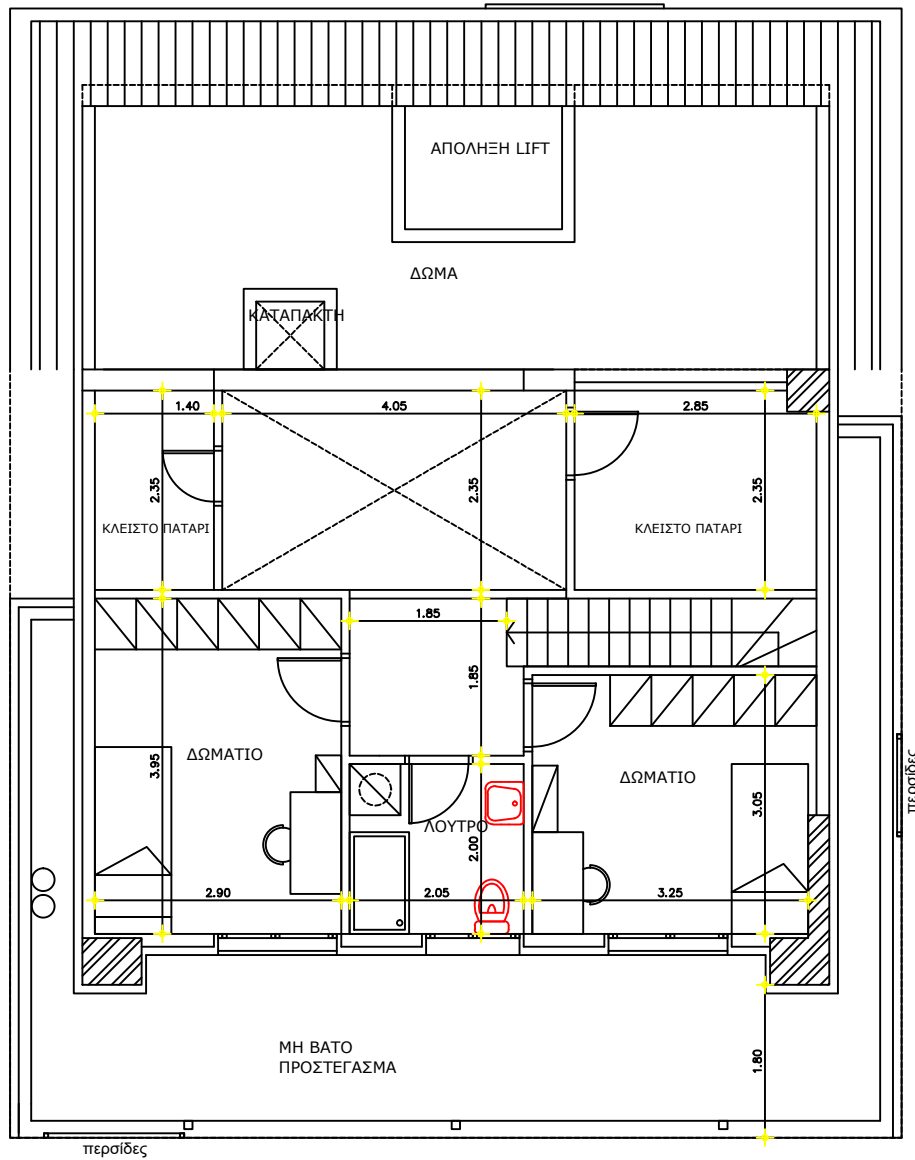 ΑΠΟΛΗΞΗ LIFT
ΔΩΜΑ
ΚΑΤΑΠΑΚΤΗ
1.40
4.05
2.85
2.35
2.35
2.35
ΚΛΕΙΣΤΟ ΠΑΤΑΡΙ
ΚΛΕΙΣΤΟ ΠΑΤΑΡΙ
1.85
1.85
ΔΩΜΑΤΙΟ
3.95
ΔΩΜΑΤΙΟ
3.05
περσίδες
ΛΟΥΤΡΟ
2.00
2.90
2.05
3.25
ΜΗ ΒΑΤΟ
ΠΡΟΣΤΕΓΑΣΜΑ
1.80
περσίδες